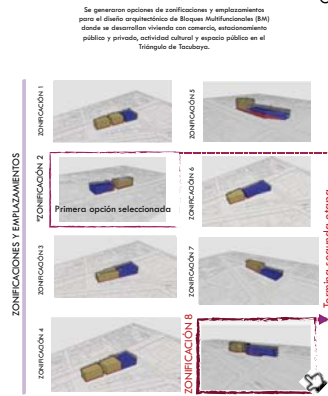 Se generaron opciones de zonificaciones y emplazamientos
para el diseño arquitectónico de Bloques Multifuncionales (BM)
donde se desarrollan vivienda con comercio, estacionamiento
público y privado, actividad cultural y espacio público en el
Triángulo de Tacubaya.
ZONIFICACIONES Y EMPLAZAMIENTOS
ZONIFICACIÓN 1
ZONIFICACIÓN 5
*ZONIFICACIÓN 2
Primera opción seleccionada
ZONIFICACIÓN 6
ZONIFICACIÓN 3
ZONIFICACIÓN 7
ZONIFICACIÓN 4
ZONIFICACIÓN 8